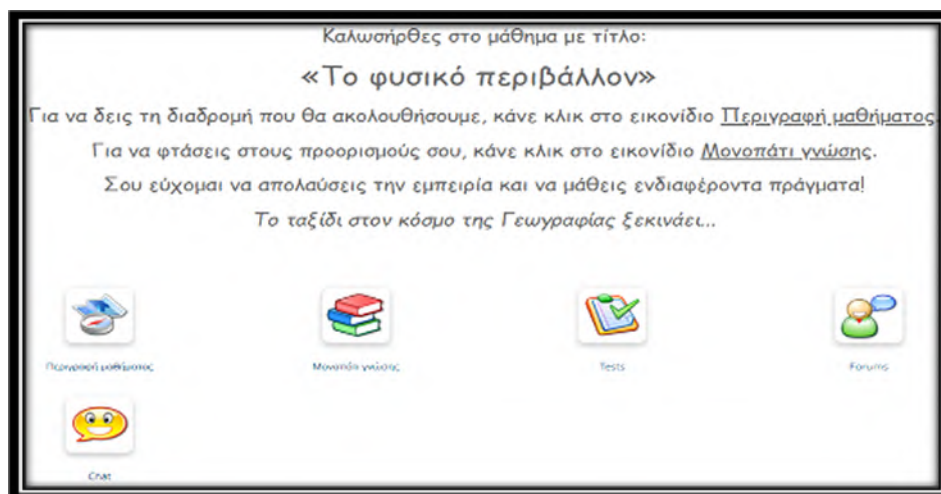 Καλωσήρθες στο μάθημα με τίτλο:
«Το φυσικό περιβάλλον»
Για να δεις τη διαδρομή που θα ακολουθήσουμε, κάνε κλικ στο εικονίδιο Περιγραφή μαθήματος.
Για να φτάσεις στους προορισμούς σου, κάνε κλικ στο εικονίδιο Μονοπάτι γνώσης.
Σου εύχομαι να απολαύσεις την εμπειρία και να μάθεις ενδιαφέροντα πράγματα!
Το ταξίδι στον κόσμο της Γεωγραφίας ξεκινάει...
Περιγραφή μαθήματος Μονοπάτι γνώσης Tests Forums
Chat